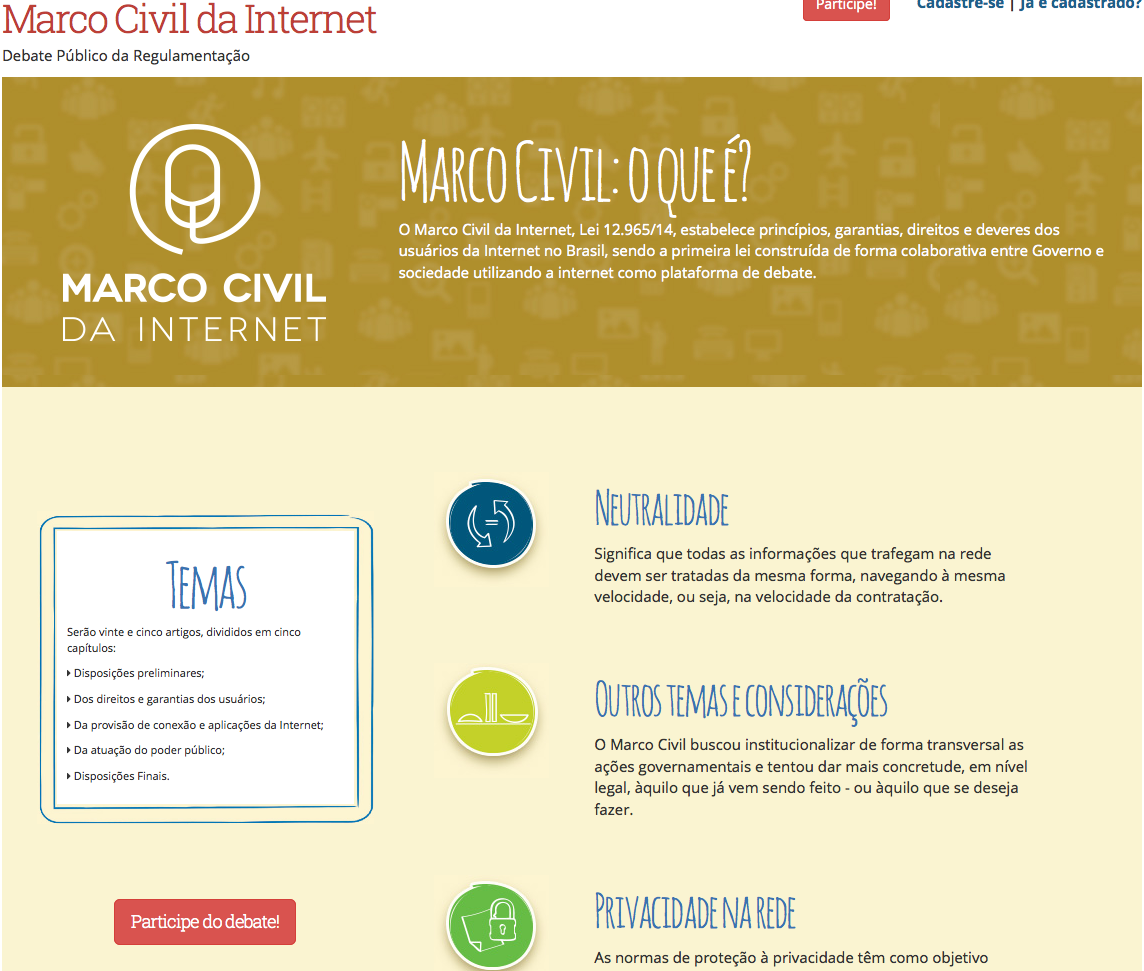 Marco Civil da Internet
Participe!
Cadastre-se | Já é cadastrado?
Debate Público da Regulamentação
MARCO CIVIL
DA INTERNET
Marco Civil: o que é?
O Marco Civil da Internet, Lei 12.965/14, estabelece princípios, garantias, direitos e deveres dos
usuários da Internet no Brasil, sendo a primeira lei construída de forma colaborativa entre Governo e
sociedade utilizando a internet como plataforma de debate.
Temas
Serão vinte e cinco artigos, divididos em cinco
capítulos:
Disposições preliminares;
Dos direitos e garantias dos usuários;
Da provisão de conexão e aplicações da Internet;
Da atuação do poder público;
Disposições Finais.
Participe do debate!
Neutralidade
Significa que todas as informações que trafegam na rede
devem ser tratadas da mesma forma, navegando à mesma
velocidade, ou seja, na velocidade da contratação.
Outros temas e considerações
O Marco Civil buscou institucionalizar de forma transversal as
ações governamentais e tentou dar mais concretude, em nível
legal, àquilo que já vem sendo feito - ou àquilo que se deseja
fazer.
Privacidade na rede
As normas de proteção à privacidade têm como objetivo